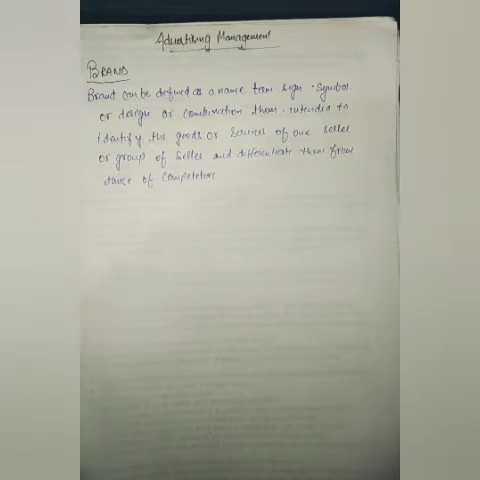 Advertising Management
BRAND
Brand can be defined as a name term sign . Symbol
or design or combination them . intended to
identify the goods or services of one seller
or group of seller and differentiate them from
those of Competetors